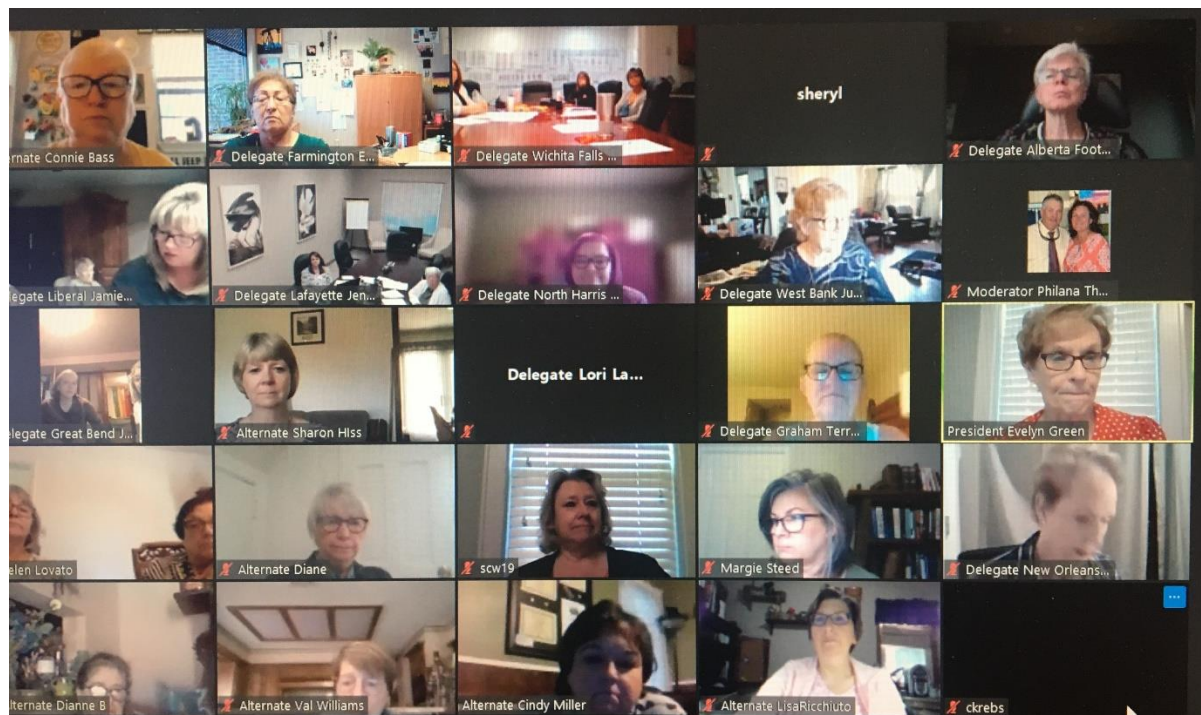 ernate Connie Bass
Delegate Farmington E...
Delegate Wichita Falls ...
sheryl
Delegate Alberta Foot...
legate Liberal Jamie...
Delegate Lafayette Jen...
Delegate North Harris ...
Delegate West Bank Ju...
Moderator Philana Th...
elegate Great Bend J...
Alternate Sharon HIss
Delegate Lori La...
Delegate Graham Terr...
President Evelyn Green
elen Lovato
Alternate Diane
scw19
Margie Steed
Delegate New Orleans...
lternate Dianne B
Alternate Val Williams
Alternate Cindy Miller
Alternate LisaRicchiuto
ckrebs